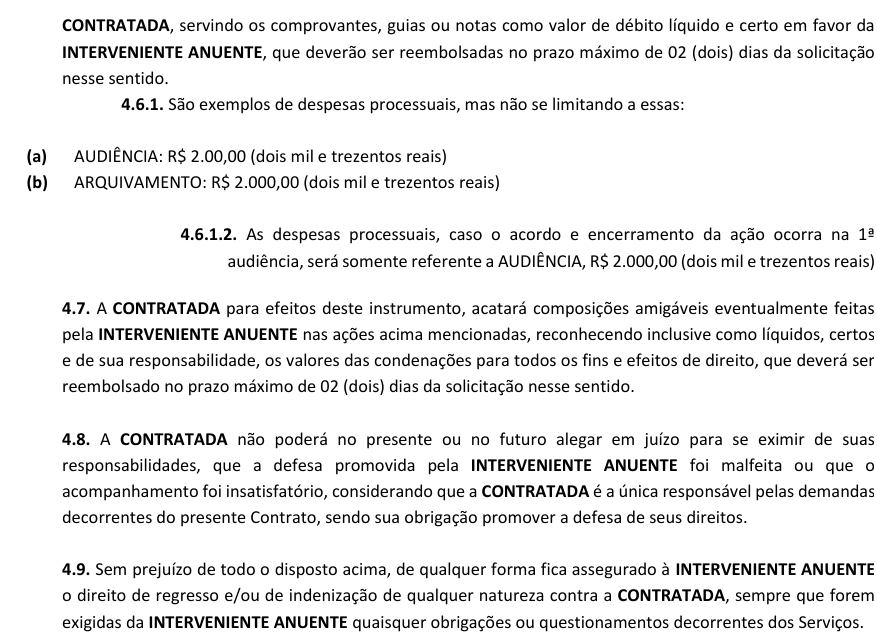 CONTRATADA, servindo os comprovantes, guias ou notas como valor de débito líquido e certo em favor da
INTERVENIENTE ANUENTE, que deverão ser reembolsadas no prazo máximo de 02 (dois) dias da solicitação
nesse sentido.
4.6.1. São exemplos de despesas processuais, mas não se limitando a essas:
(a) AUDIÊNCIA: R$ 2.00,00 (dois mil e trezentos reais)
(b) ARQUIVAMENTO: R$ 2.000,00 (dois mil e trezentos reais)
4.6.1.2. As despesas processuais, caso o acordo e encerramento da ação ocorra na 1ª
audiência, será somente referente a AUDIÊNCIA, R$ 2.000,00 (dois mil e trezentos reais)
4.7. A CONTRATADA para efeitos deste instrumento, acatará composições amigáveis eventualmente feitas
pela INTERVENIENTE ANUENTE nas ações acima mencionadas, reconhecendo inclusive como líquidos, certos
e de sua responsabilidade, os valores das condenações para todos os fins e efeitos de direito, que deverá ser
reembolsado no prazo máximo de 02 (dois) dias da solicitação nesse sentido.
4.8. A CONTRATADA não poderá no presente ou no futuro alegar em juízo para se eximir de suas
responsabilidades, que a defesa promovida pela INTERVENIENTE ANUENTE foi malfeita ou que o
acompanhamento foi insatisfatório, considerando que a CONTRATADA é a única responsável pelas demandas
decorrentes do presente Contrato, sendo sua obrigação promover a defesa de seus direitos.
4.9. Sem prejuízo de todo o disposto acima, de qualquer forma fica assegurado à INTERVENIENTE ANUENTE
o direito de regresso e/ou de indenização de qualquer natureza contra a CONTRATADA, sempre que forem
exigidas da INTERVENIENTE ANUENTE quaisquer obrigações ou questionamentos decorrentes dos Serviços.